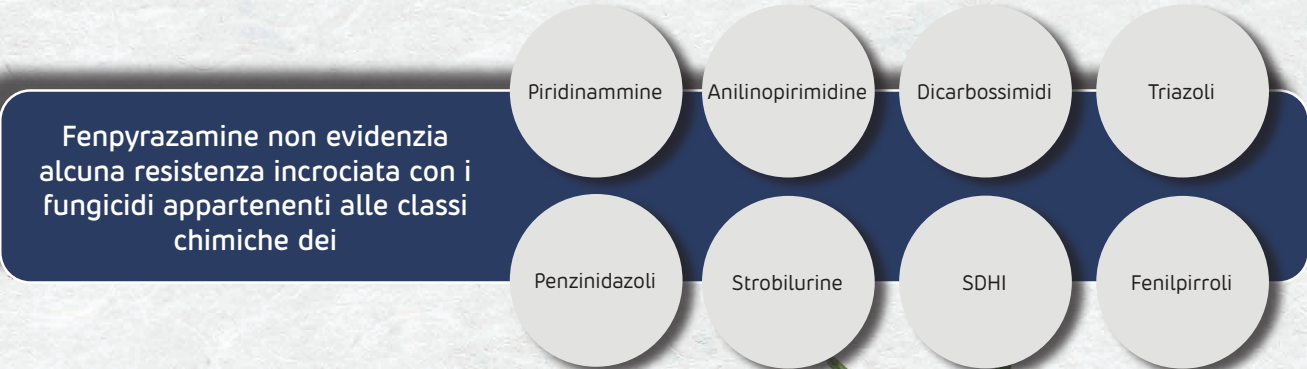 Fenpyrazamine non evidenzia
alcuna resistenza incrociata con i
fungicidi appartenenti alle classi
chimiche dei
Piridinammine
Anilinopirimidine
Dicarbossimidi
Triazoli
Penzinidazoli
Strobilurine
SDHI
Fenilpirroli